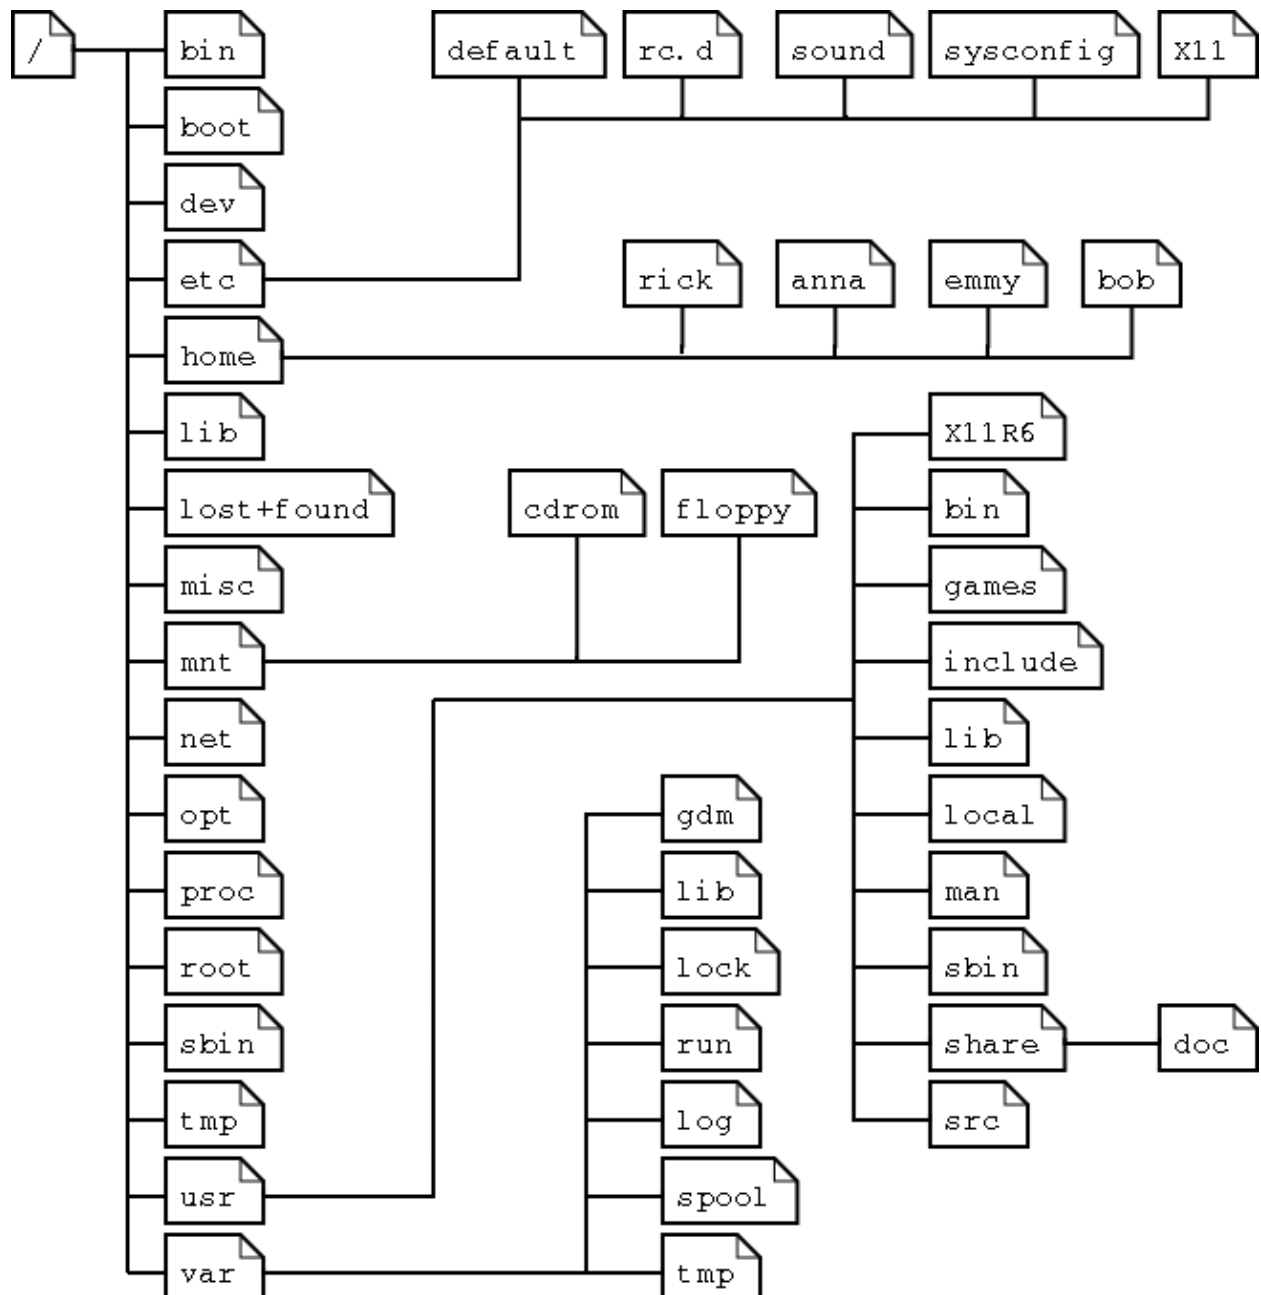 /
bin
default
rc.d
sound
sysconfig
X11
boot
dev
etc
rick
anna
emmy
bob
home
lib
X11R6
lost+found
cdrom
floppy
bin
misc
games
mnt
include
net
lib
opt
gdm
local
proc
lib
man
root
lock
sbin
sbin
run
share
doc
tmp
log
src
usr
spool
var
tmp